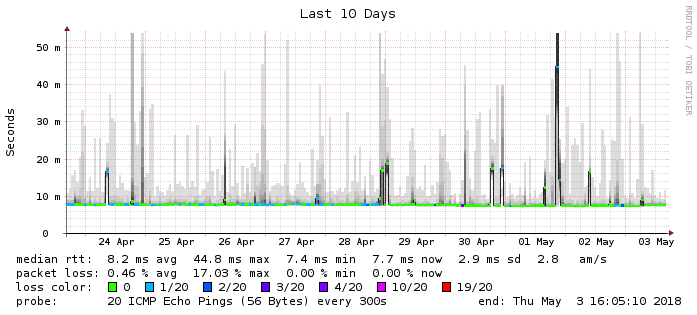 Last 10 Days
RRDTOOL / TOBI OETIKER
Seconds
50 m
40 m
30 m
20 m
10 m
0
24 Apr 25 Apr 26 Apr 27 Apr 28 Apr 29 Apr 30 Apr 01 May 02 May 03 May
median rtt: 8.2 ms avg 44.8 ms max 7.4 ms min 7.7 ms now 2.9 ms sd 2.8 am/s
packet loss: 0.46 % avg 17.03 % max 0.00 % min 0.00 % now
loss color: 0 1/20 2/20 3/20 4/20 10/20 19/20
probe: 20 ICMP Echo Pings (56 Bytes) every 300s end: Thu May 3 16:05:10 2018